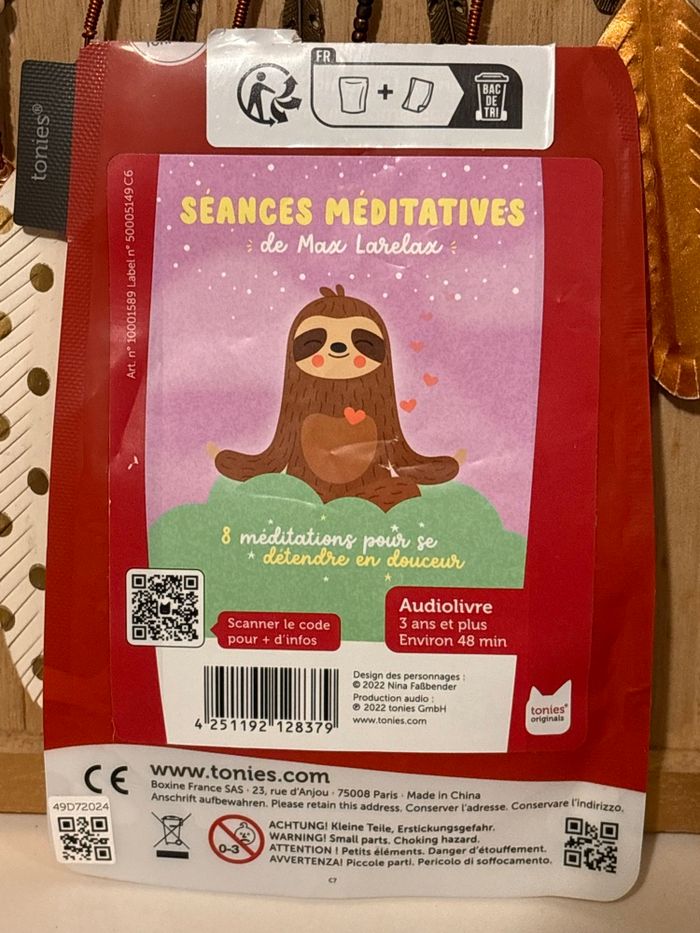 FR
+
BAC
DE
TRI
tonies®
Art. n° 10001589 Label n° 50005149 C6
SÉANCES MÉDITATIVES
de Max Larelax
8 méditations pour se
détendre en douceur
Scanner le code
pour + d'infos
Audiolivre
3 ans et plus
Environ 48 min
4 251192 128379
Design des personnages :
© 2022 Nina Faßbender
Production audio :
℗ 2022 tonies GmbH
www.tonies.com
tonies®
originals
CE
www.tonies.com
Boxine France SAS · 23, rue d'Anjou · 75008 Paris · Made in China
Anschrift aufbewahren. Please retain this address. Conserver l'adresse. Conservare l'indirizzo.
49D72024
0-3
ACHTUNG! Kleine Teile, Erstickungsgefahr.
WARNING! Small parts. Choking hazard.
ATTENTION ! Petits éléments. Danger d'étouffement.
AVVERTENZA! Piccole parti. Pericolo di soffocamento.
C7